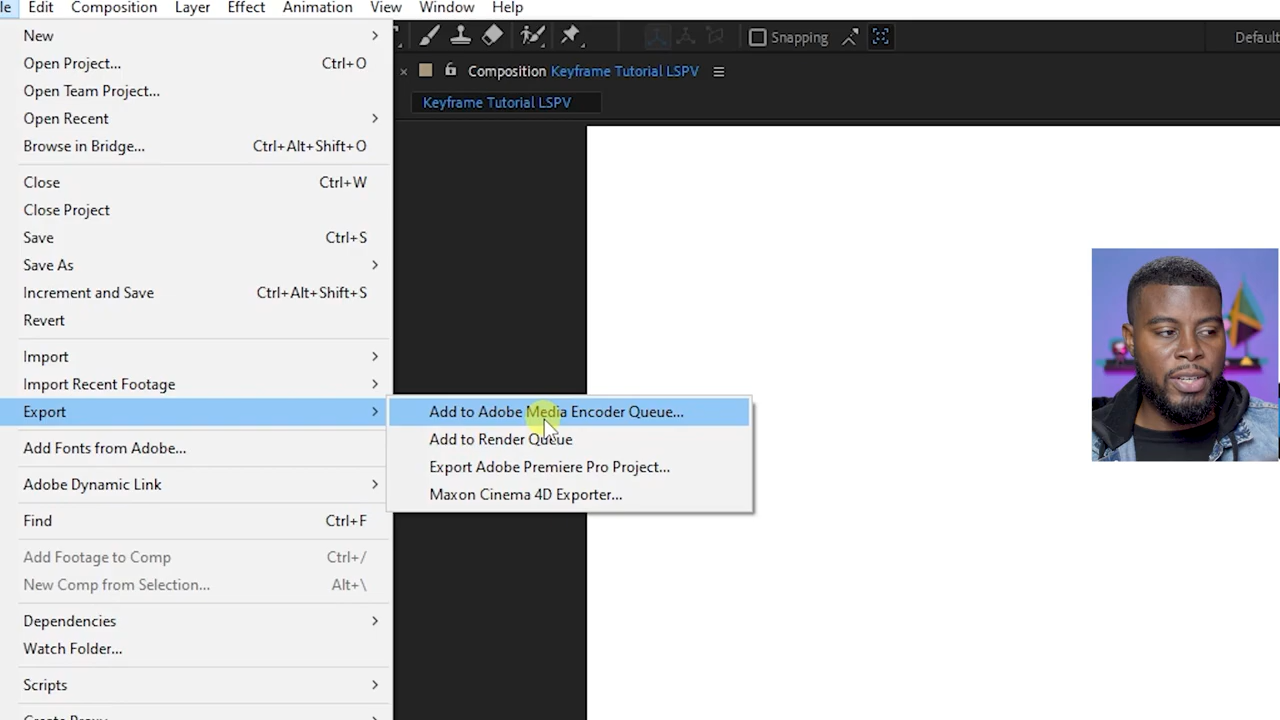 le Edit Composition Layer Effect Animation View Window Help
Snapping
Default
× Composition Keyframe Tutorial LSPV
Keyframe Tutorial LSPV
New
Open Project... Ctrl+O
Open Team Project...
Open Recent
Browse in Bridge... Ctrl+Alt+Shift+O
Close Ctrl+W
Close Project
Save Ctrl+S
Save As
Increment and Save Ctrl+Alt+Shift+S
Revert
Import
Import Recent Footage
Export
Add to Adobe Media Encoder Queue...
Add to Render Queue
Export Adobe Premiere Pro Project...
Maxon Cinema 4D Exporter...
Add Fonts from Adobe...
Adobe Dynamic Link
Find Ctrl+F
Add Footage to Comp Ctrl+/
New Comp from Selection... Alt+\
Dependencies
Watch Folder...
Scripts
Create Proxy